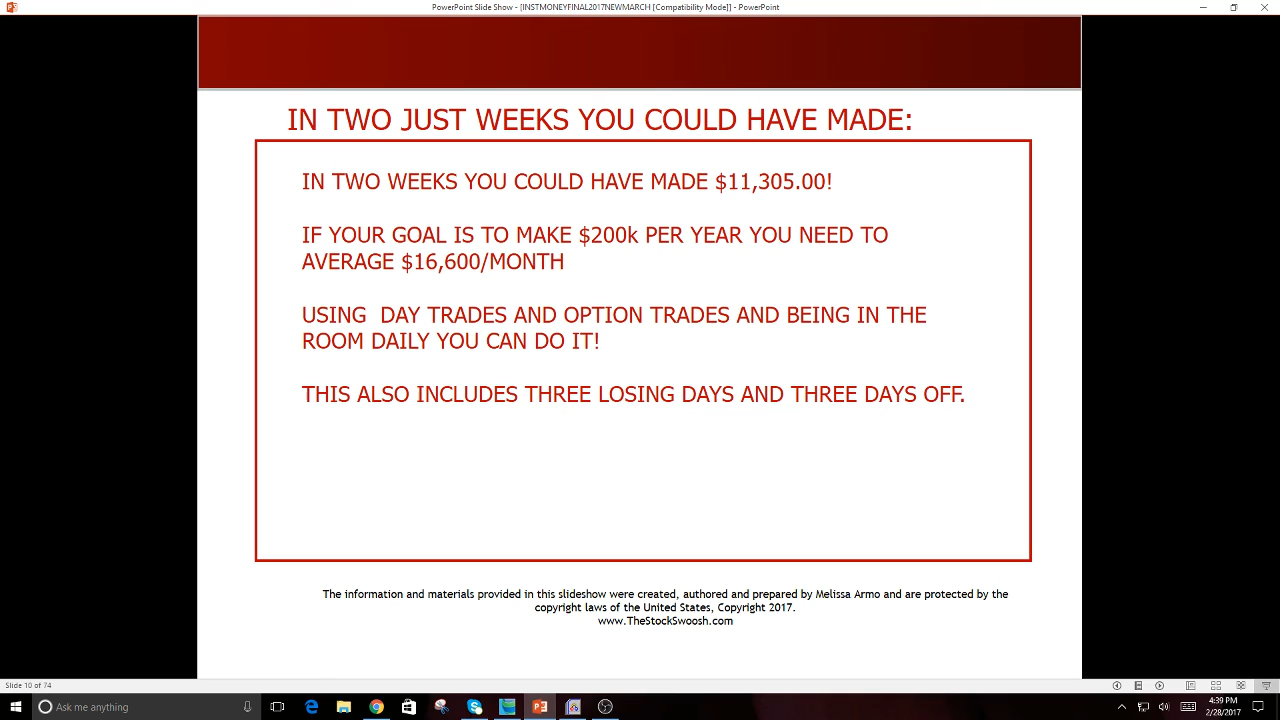 PowerPoint Slide Show - [INSTMONEYFINAL2017NEWMARCH [Compatibility Mode]] - PowerPoint
IN TWO JUST WEEKS YOU COULD HAVE MADE:
IN TWO WEEKS YOU COULD HAVE MADE $11,305.00!
IF YOUR GOAL IS TO MAKE $200k PER YEAR YOU NEED TO
AVERAGE $16,600/MONTH
USING DAY TRADES AND OPTION TRADES AND BEING IN THE
ROOM DAILY YOU CAN DO IT!
THIS ALSO INCLUDES THREE LOSING DAYS AND THREE DAYS OFF.
The information and materials provided in this slideshow were created, authored and prepared by Melissa Armo and are protected by the
copyright laws of the United States, Copyright 2017.
www.TheStockSwoosh.com
Slide 10 of 74
Ask me anything
4:39 PM
2/28/2017